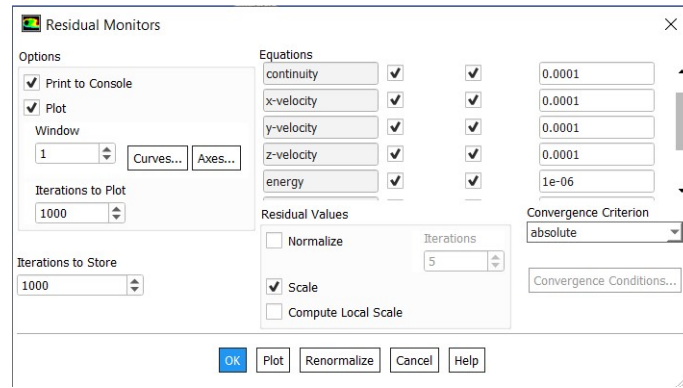 Residual Monitors
Options
Print to Console
Plot
Window
1
Curves...
Axes...
Iterations to Plot
1000
Iterations to Store
1000
Equations
continuity 0.0001
x-velocity 0.0001
y-velocity 0.0001
z-velocity 0.0001
energy 1e-06
Residual Values
Normalize
Iterations
5
Scale
Compute Local Scale
Convergence Criterion
absolute
Convergence Conditions...
OK Plot Renormalize Cancel Help